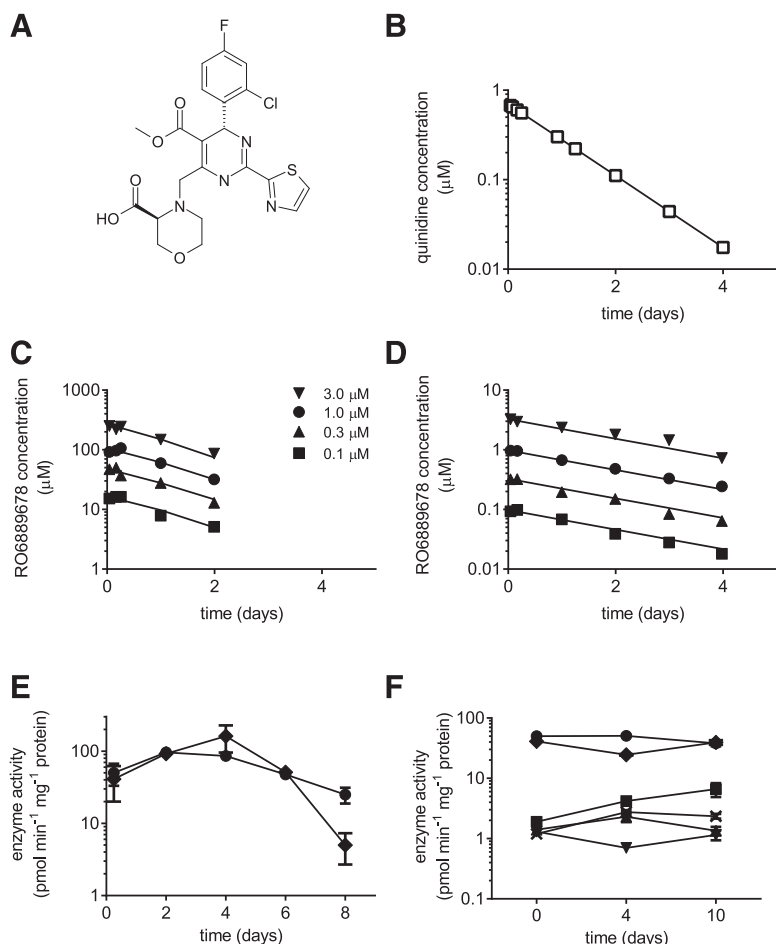 A
F
Cl
O
O
N
N
S
N
O
HO
N
O
B
quinidine concentration
(μM)
1
0.1
0.01
0 2 4
time (days)
C
RO6889678 concentration
(μM)
1000
100
10
1
0 2 4
time (days)
3.0 μM
1.0 μM
0.3 μM
0.1 μM
D
RO6889678 concentration
(μM)
10
1
0.1
0.01
0 2 4
time (days)
E
enzyme activity
(pmol min⁻¹ mg⁻¹ protein)
100
10
1
0 2 4 6 8
time (days)
F
enzyme activity
(pmol min⁻¹ mg⁻¹ protein)
100
10
1
0.1
0 4 10
time (days)